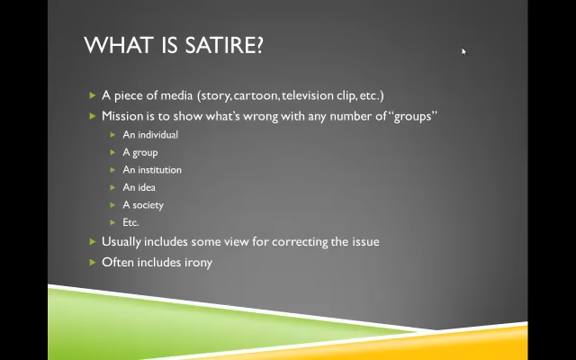 WHAT IS SATIRE?
A piece of media (story, cartoon, television clip, etc.)
Mission is to show what's wrong with any number of "groups"
An individual
A group
An institution
An idea
A society
Etc.
Usually includes some view for correcting the issue
Often includes irony